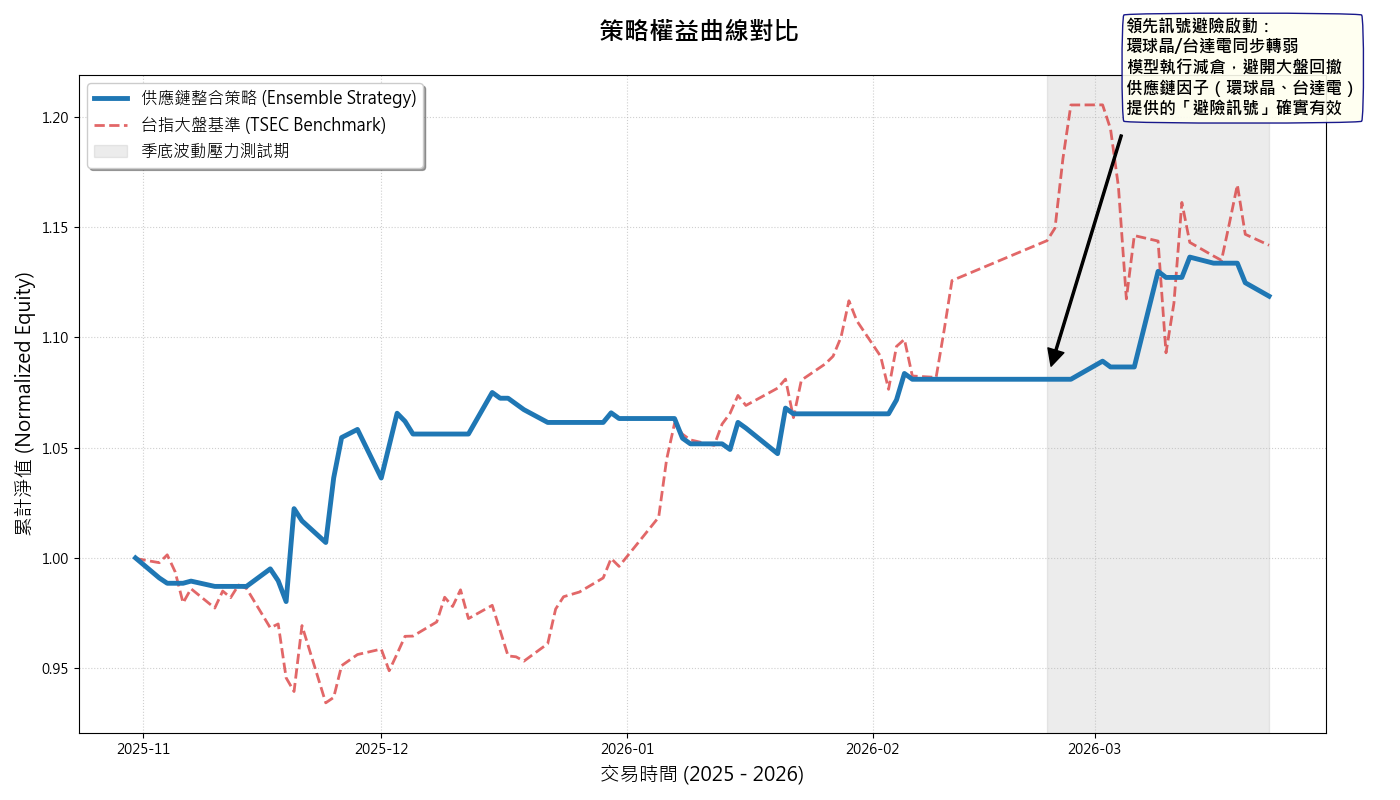 策略權益曲線對比
領先訊號避險啟動：
環球晶/台達電同步轉弱
模型執行減倉，避開大盤回撤
供應鏈因子（環球晶、台達電）
提供的「避險訊號」確實有效
供應鏈整合策略 (Ensemble Strategy)
台指大盤基準 (TSEC Benchmark)
季底波動壓力測試期
累計淨值 (Normalized Equity)
1.20
1.15
1.10
1.05
1.00
0.95
2025-11
2025-12
2026-01
2026-02
2026-03
交易時間 (2025 - 2026)